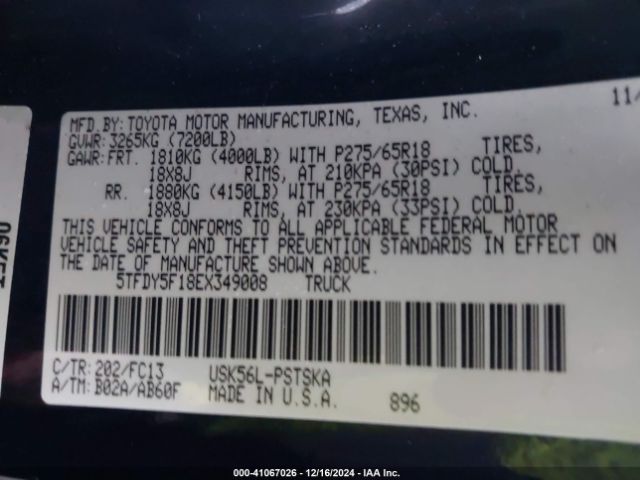 MFD.BY:TOYOTA MOTOR MANUFACTURING, TEXAS, INC. 11/
GVWR:3265KG (7200LB)
GAWR:FRT. 1810KG (4000LB) WITH P275/65R18 TIRES,
18X8J RIMS, AT 210KPA (30PSI) COLD,
RR. 1880KG (4150LB) WITH P275/65R18 TIRES,
18X8J RIMS, AT 230KPA (33PSI) COLD,
THIS VEHICLE CONFORMS TO ALL APPLICABLE FEDERAL MOTOR
VEHICLE SAFETY AND THEFT PREVENTION STANDARDS IN EFFECT ON
THE DATE OF MANUFACTURE SHOWN ABOVE.
5TFDY5F18EX349008 TRUCK
C/TR:202/FC13 USK56L-PSTSKA
A/TM:B02A/AB60F MADE IN U.S.A. 896
000-41067026 - 12/16/2024 - IAA Inc.